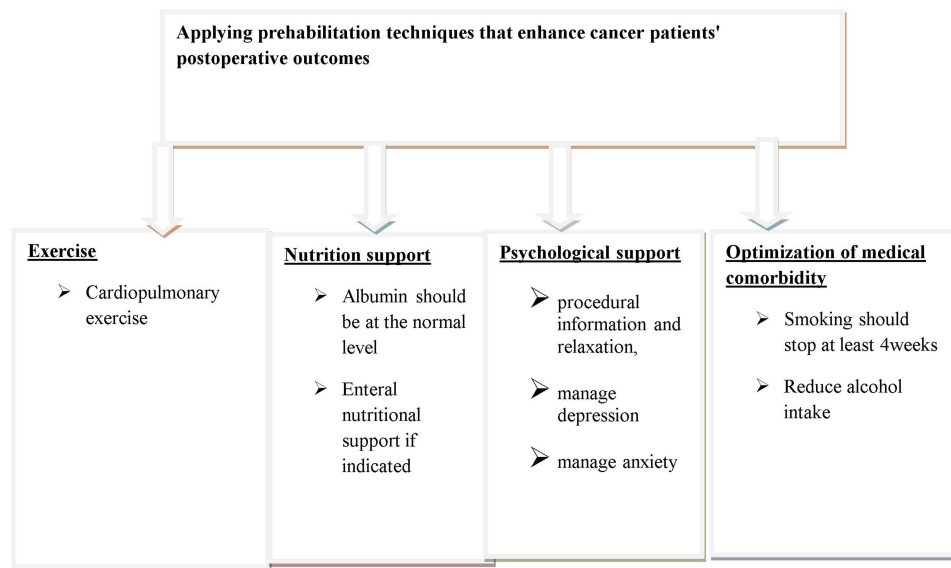 Applying prehabilitation techniques that enhance cancer patients'
postoperative outcomes
Exercise
➢ Cardiopulmonary
exercise
Nutrition support
➢ Albumin should
be at the normal
level
➢ Enteral
nutritional
support if
indicated
Psychological support
➢ procedural
information and
relaxation,
➢ manage
depression
➢ manage anxiety
Optimization of medical
comorbidity
➢ Smoking should
stop at least 4weeks
➢ Reduce alcohol
intake